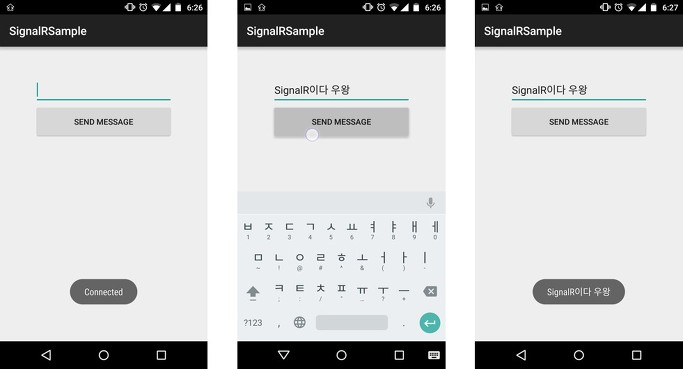 6:26
SignalRSample
SEND MESSAGE
Connected
6:26
SignalRSample
SignalR이다 우왕
SEND MESSAGE
ㅂ ㅈ ㄷ ㄱ ㅅ ㅛ ㅕ ㅑ ㅐ ㅔ
1 2 3 4 5 6 7 8 9 0
ㅁ ㄴ ㅇ ㄹ ㅎ ㅗ ㅓ ㅏ ㅣ
ㅋ ㅌ ㅊ ㅍ ㅠ ㅜ ㅡ
?123 , .
6:27
SignalRSample
SignalR이다 우왕
SEND MESSAGE
SignalR이다 우왕